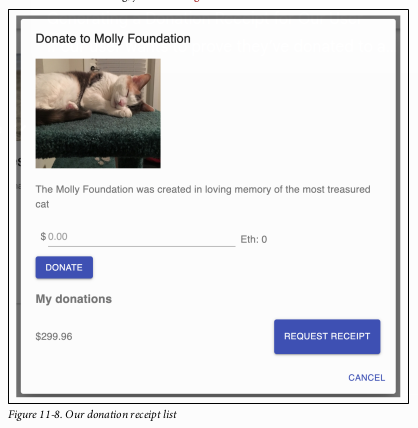 Donate to Molly Foundation
The Molly Foundation was created in loving memory of the most treasured
cat
$ 0.00 Eth: 0
DONATE
My donations
$299.96 REQUEST RECEIPT
CANCEL
Figure 11-8. Our donation receipt list